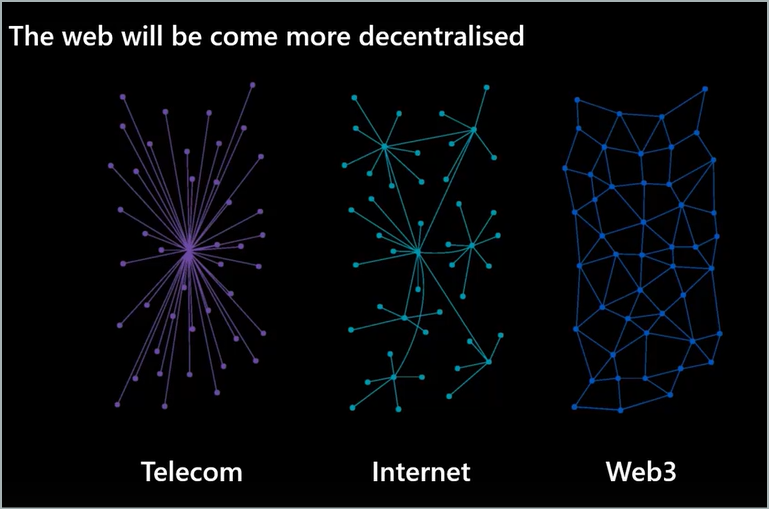 The web will be come more decentralised
Telecom
Internet
Web3